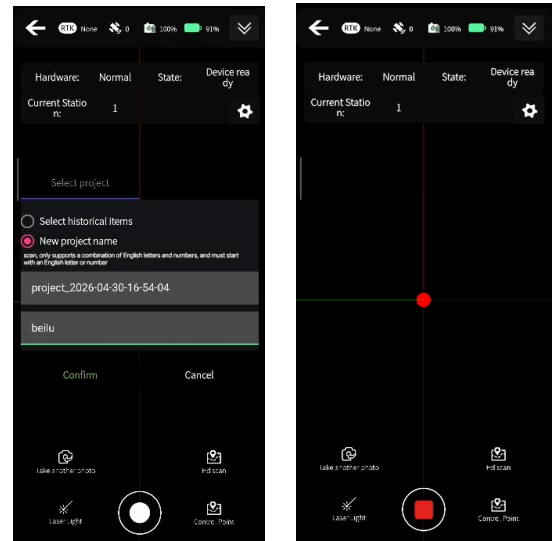 RTK None 0 100% 91%
Hardware: Normal State: Device rea
dy
Current Statio
n: 1
Select project
Select historical items
New project name
scan, only supports a combination of English letters and numbers, and must start
with an English letter or number
project_2026-04-30-16-54-04
beilu
Confirm Cancel
Take another photo Hd scan
Laser Light Control Point
RTK None 0 100% 91%
Hardware: Normal State: Device rea
dy
Current Statio
n: 1
Take another photo Hd scan
Laser Light Control Point